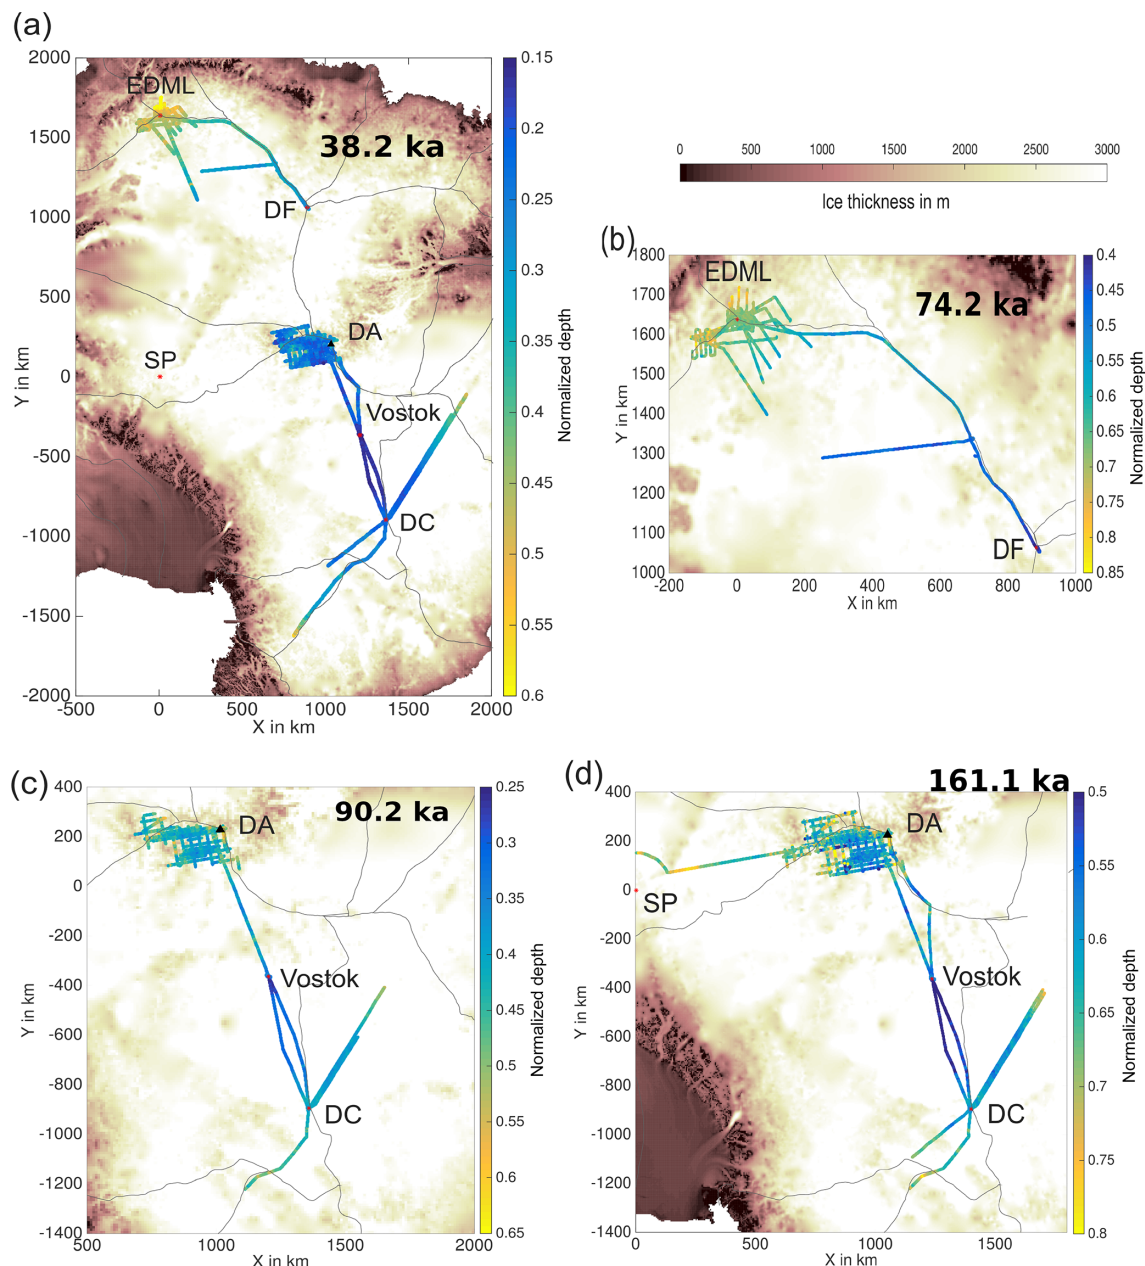 (a)
2000
1500
1000
500
0
-500
-1000
-1500
-2000
Y in km
-500
0
500
1000
1500
2000
X in km
EDML
38.2 ka
DF
DA
SP
Vostok
DC
0.15
0.2
0.25
0.3
0.35
0.4
0.45
0.5
0.55
0.6
Normalized depth
0
500
1000
1500
2000
2500
3000
Ice thickness in m
(b)
1800
1700
1600
1500
1400
1300
1200
1100
1000
Y in km
-200
0
200
400
600
800
1000
X in km
EDML
74.2 ka
DF
0.4
0.45
0.5
0.55
0.6
0.65
0.7
0.75
0.8
0.85
Normalized depth
(c)
400
200
0
-200
-400
-600
-800
-1000
-1200
-1400
Y in km
500
1000
1500
2000
X in km
90.2 ka
DA
Vostok
DC
0.25
0.3
0.35
0.4
0.45
0.5
0.55
0.6
0.65
Normalized depth
(d)
161.1 ka
400
200
0
-200
-400
-600
-800
-1000
-1200
-1400
Y in km
0
500
1000
1500
X in km
DA
SP
Vostok
DC
0.5
0.55
0.6
0.65
0.7
0.75
0.8
Normalized depth